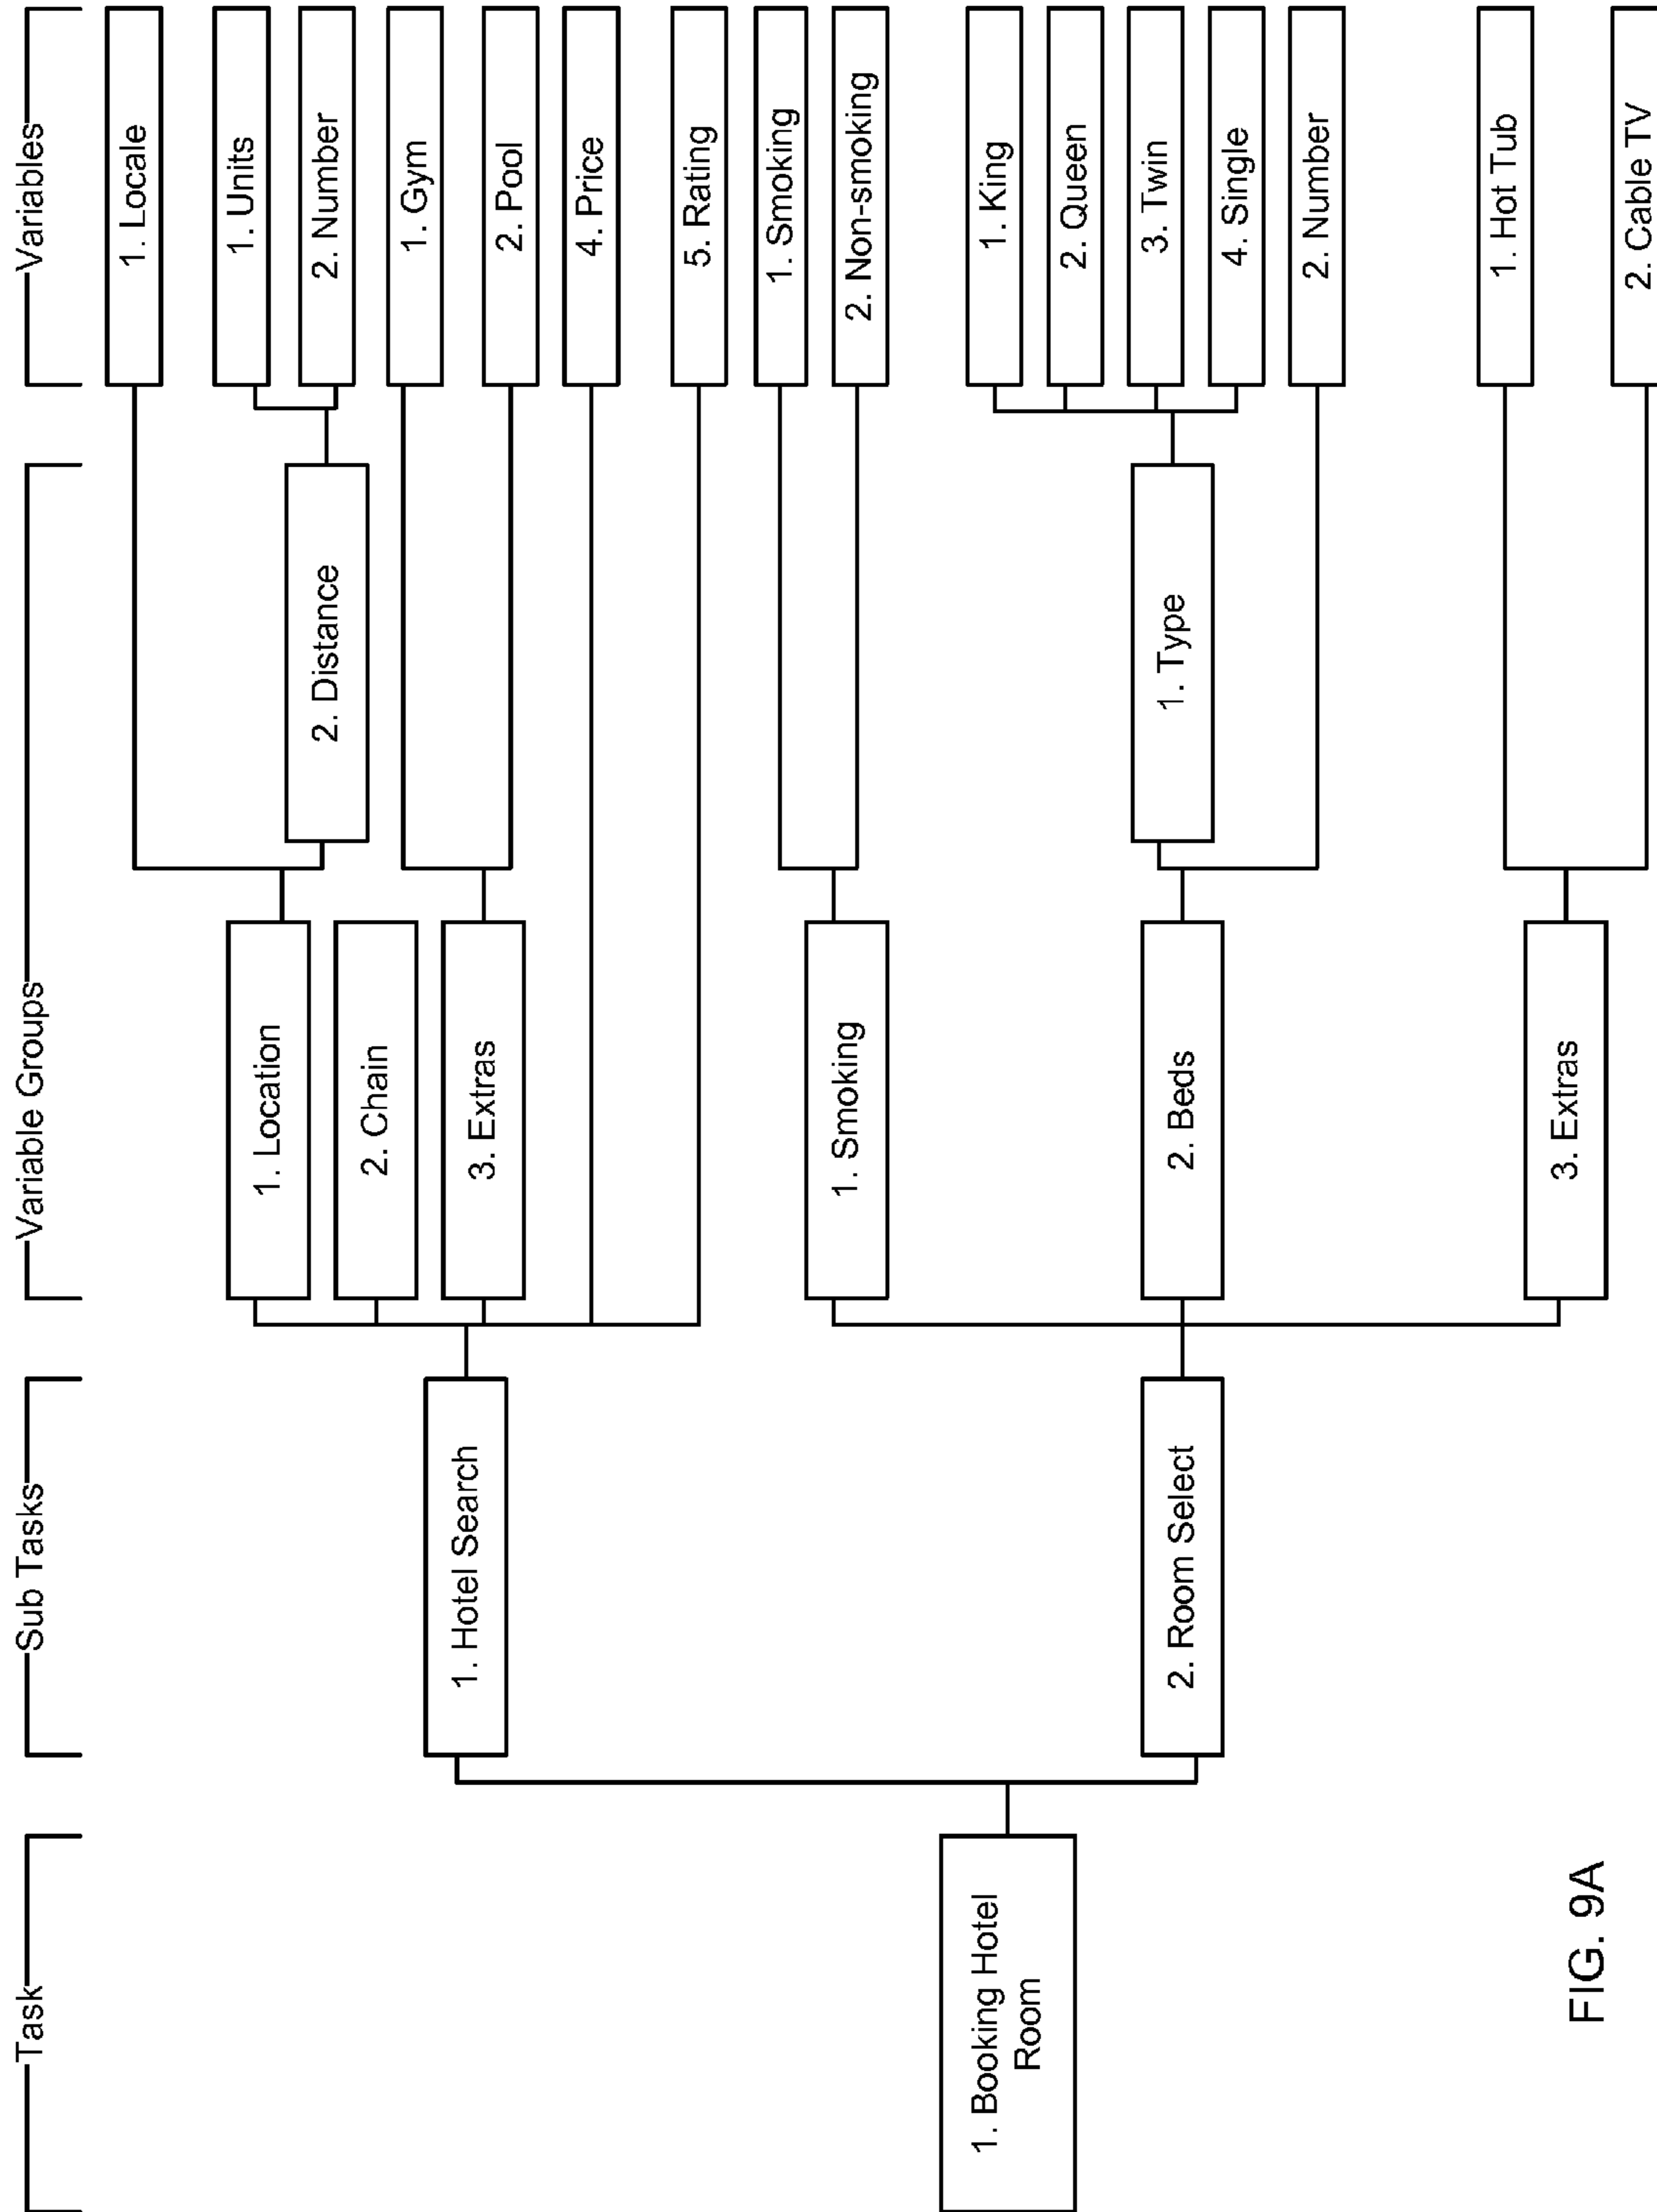 Task
Sub Tasks
Variable Groups
Variables
1. Booking Hotel
Room
1. Hotel Search
2. Room Select
1. Location
2. Chain
3. Extras
1. Smoking
2. Beds
3. Extras
2. Distance
1. Type
1. Locale
1. Units
2. Number
1. Gym
2. Pool
4. Price
5. Rating
1. Smoking
2. Non-smoking
1. King
2. Queen
3. Twin
4. Single
2. Number
1. Hot Tub
2. Cable TV
FIG. 9A